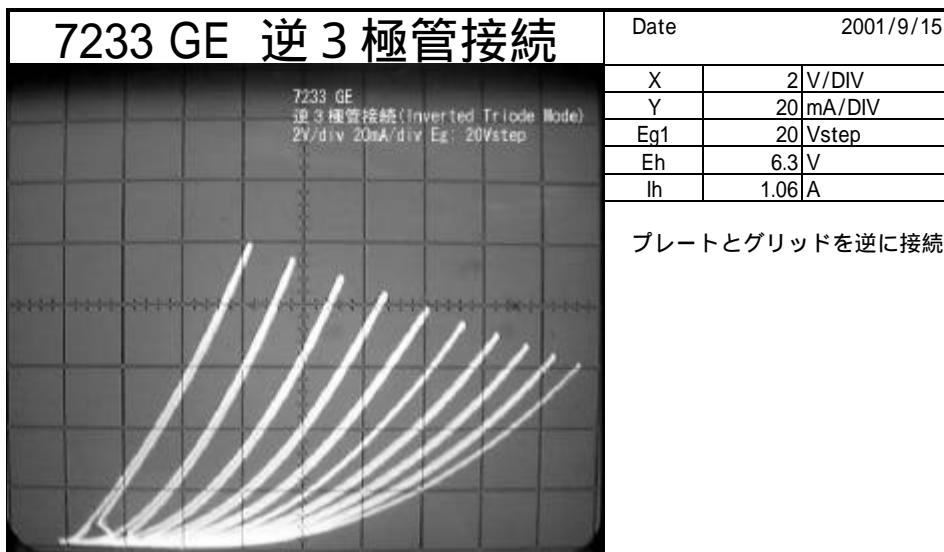 7233 GE 逆3極管接続
Date 2001/9/15
7233 GE
逆3極管接続(Inverted Triode Mode)
2V/div 20mA/div Eg: 20Vstep
X 2 V/DIV
Y 20 mA/DIV
Eg1 20 Vstep
Eh 6.3 V
Ih 1.06 A
プレートとグリッドを逆に接続